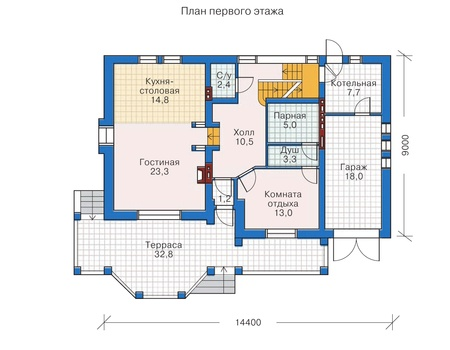 План первого этажа
С/у
2,4
Кухня-
столовая
14,8
Котельная
7,7
Парная
5,0
Холл
10,5
Душ
3,3
Гостиная
23,3
Гараж
18,0
Комната
отдыха
13,0
1,2
Терраса
32,8
9000
14400